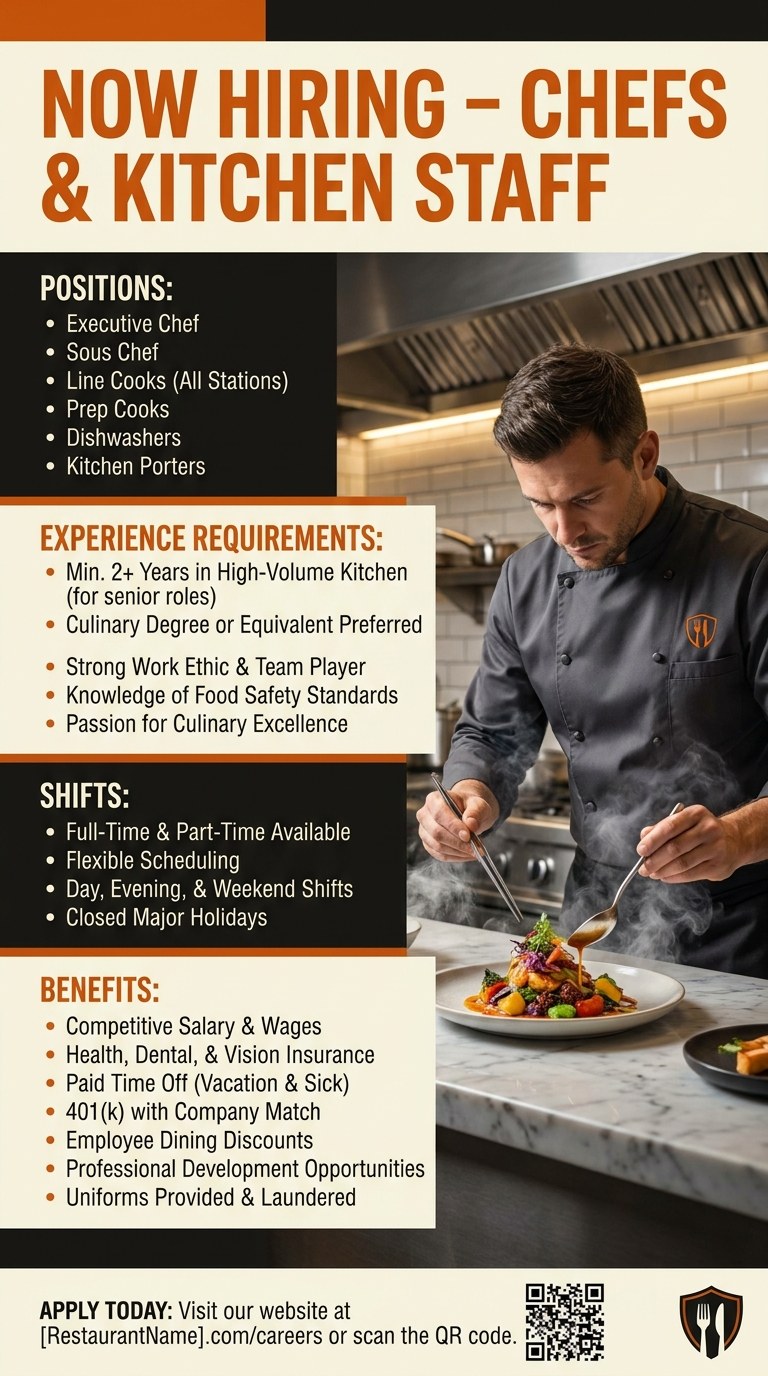 NOW HIRING – CHEFS
& KITCHEN STAFF
POSITIONS:
• Executive Chef
• Sous Chef
• Line Cooks (All Stations)
• Prep Cooks
• Dishwashers
• Kitchen Porters
EXPERIENCE REQUIREMENTS:
• Min. 2+ Years in High-Volume Kitchen
(for senior roles)
• Culinary Degree or Equivalent Preferred
• Strong Work Ethic & Team Player
• Knowledge of Food Safety Standards
• Passion for Culinary Excellence
SHIFTS:
• Full-Time & Part-Time Available
• Flexible Scheduling
• Day, Evening, & Weekend Shifts
• Closed Major Holidays
BENEFITS:
• Competitive Salary & Wages
• Health, Dental, & Vision Insurance
• Paid Time Off (Vacation & Sick)
• 401(k) with Company Match
• Employee Dining Discounts
• Professional Development Opportunities
• Uniforms Provided & Laundered
APPLY TODAY: Visit our website at
[RestaurantName].com/careers or scan the QR code.